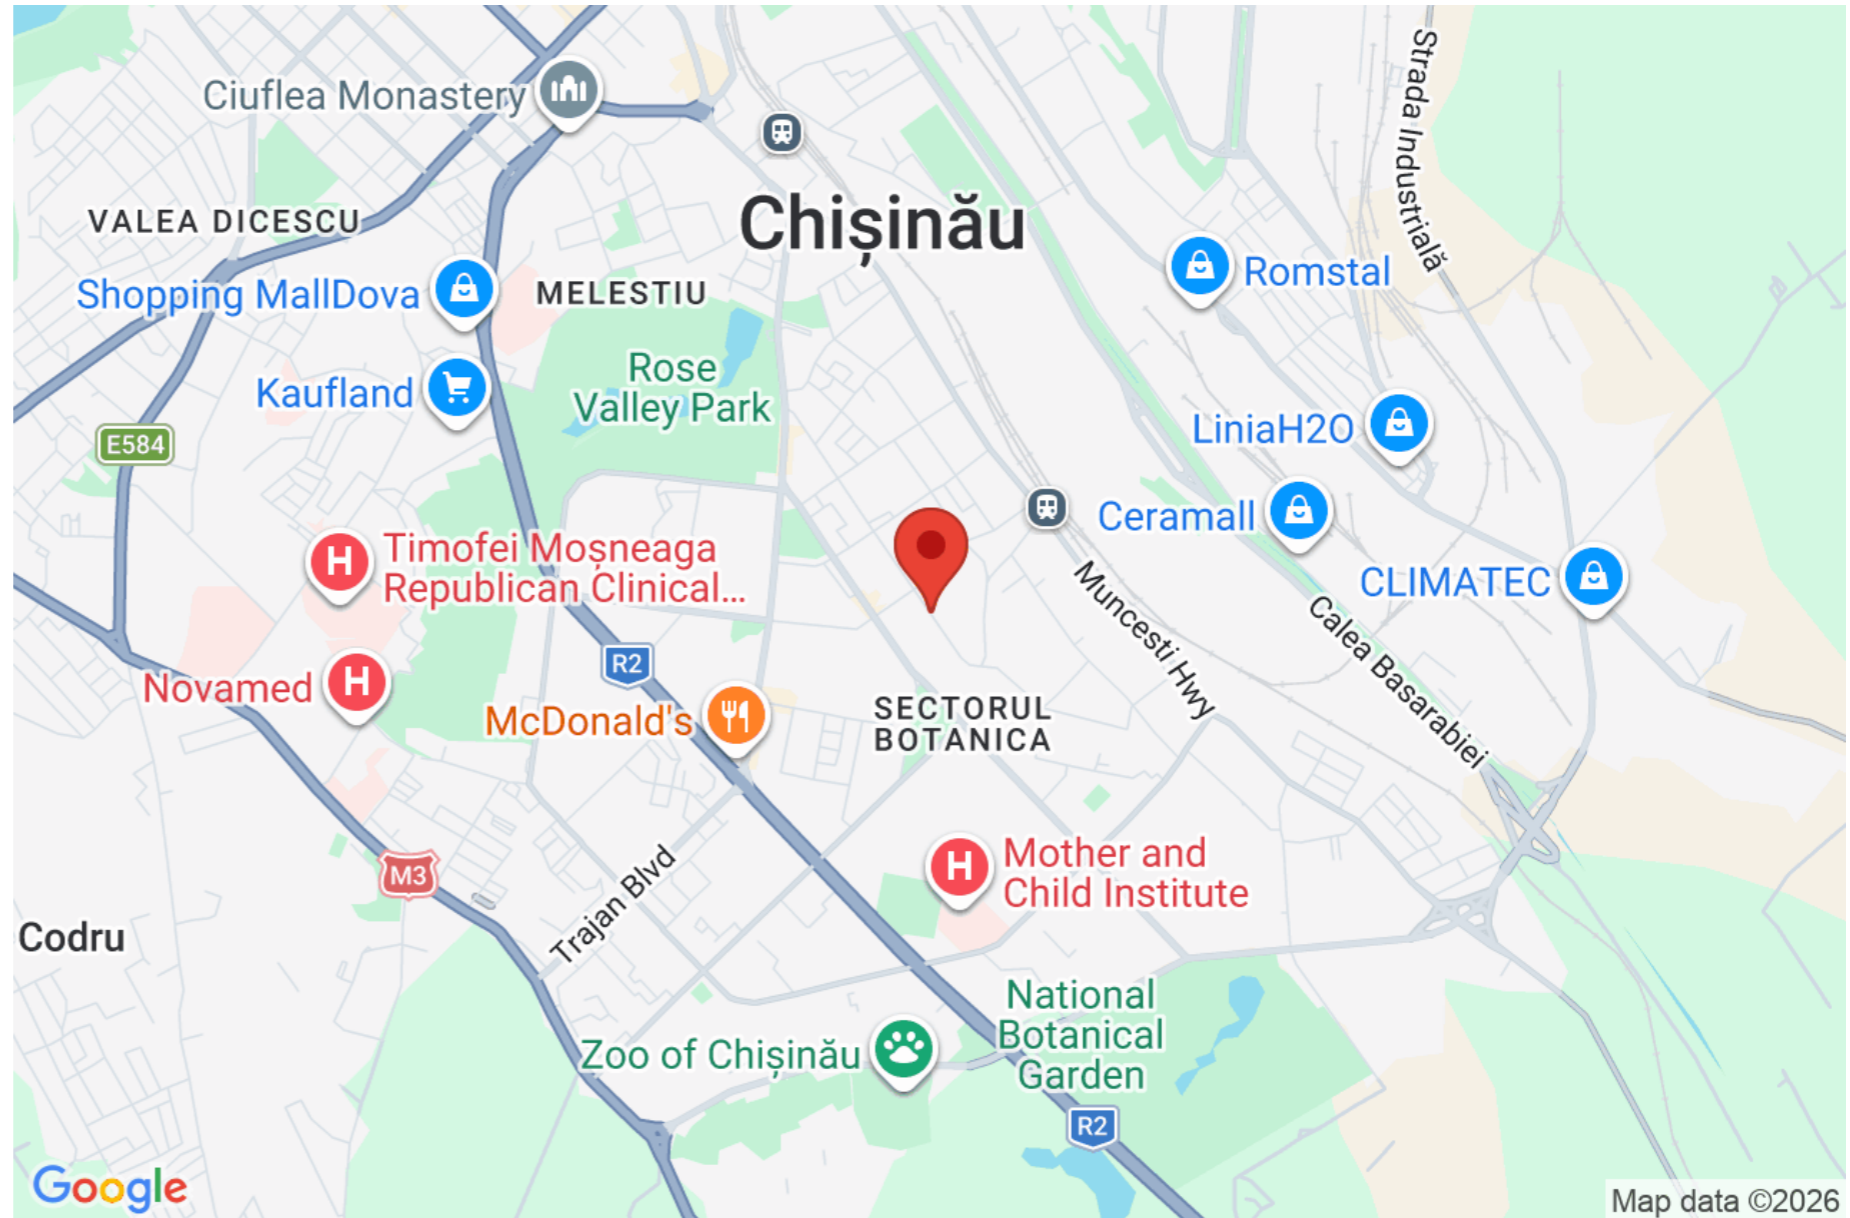 Strada Industrială
Ciuflea Monastery
Chișinău
VALEA DICESCU
Shopping MallDova
MELESTIU
Romstal
Rose
Valley Park
Kaufland
E584
LiniaH2O
Ceramall
Timofei Moșneaga
Republican Clinical...
CLIMATEC
Muncesti Hwy
Calea Basarabiei
R2
Novamed
McDonald's
SECTORUL
BOTANICA
M3
Trajan Blvd
Mother and
Child Institute
Codru
National
Botanical
Garden
Zoo of Chișinău
R2
Google
Map data ©2026